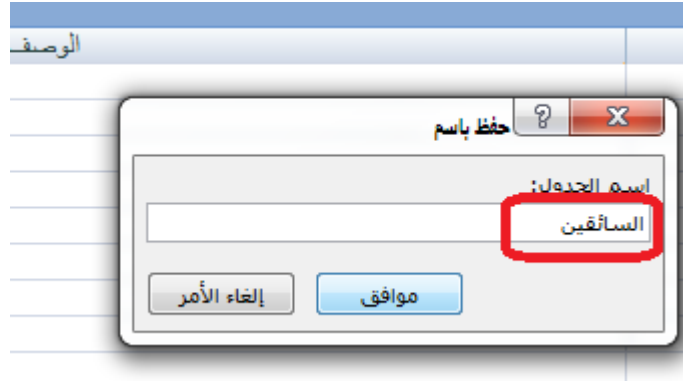 الوصف
حفظ باسم
اسم الجدول:
السائقين
موافق
إلغاء الأمر